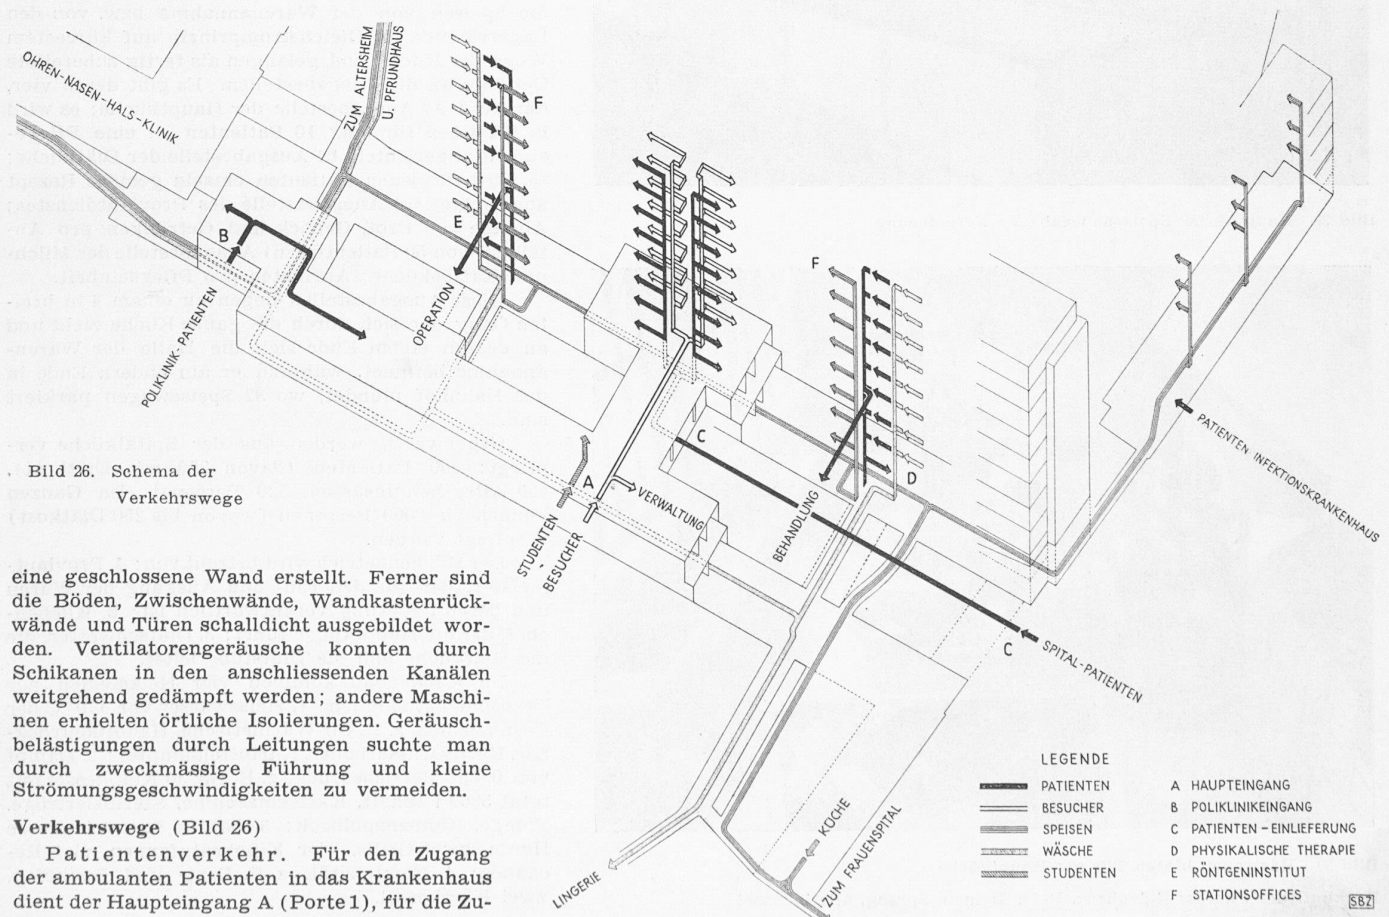 OHREN-NASEN-HALS-KLINIK
ZUM ALTERSHEIM
U. PFRUNDHAUS
F
E
B
OPERATION
POLIKLINIK-PATIENTEN
F
C
D
A
VERWALTUNG
STUDENTEN
BESUCHER
BEHANDLUNG
PATIENTEN INFEKTIONSKRANKENHAUS
C
SPITAL-PATIENTEN
KÜCHE
ZUM FRAUENSPITAL
LINGERIE
Bild 26. Schema der
Verkehrswege
eine geschlossene Wand erstellt. Ferner sind
die Böden, Zwischenwände, Wandkastenrück-
wände und Türen schalldicht ausgebildet wor-
den. Ventilatorengeräusche konnten durch
Schikanen in den anschliessenden Kanälen
weitgehend gedämpft werden; andere Maschi-
nen erhielten örtliche Isolierungen. Geräusch-
belästigungen durch Leitungen suchte man
durch zweckmässige Führung und kleine
Strömungsgeschwindigkeiten zu vermeiden.
Verkehrswege (Bild 26)
Patientenverkehr. Für den Zugang
der ambulanten Patienten in das Krankenhaus
dient der Haupteingang A (Porte 1), für die Zu-
LEGENDE
PATIENTEN
BESUCHER
SPEISEN
WÄSCHE
STUDENTEN
A HAUPTEINGANG
B POLIKLINIKEINGANG
C PATIENTEN-EINLIEFERUNG
D PHYSIKALISCHE THERAPIE
E RÖNTGENINSTITUT
F STATIONSOFFICES
SBZ